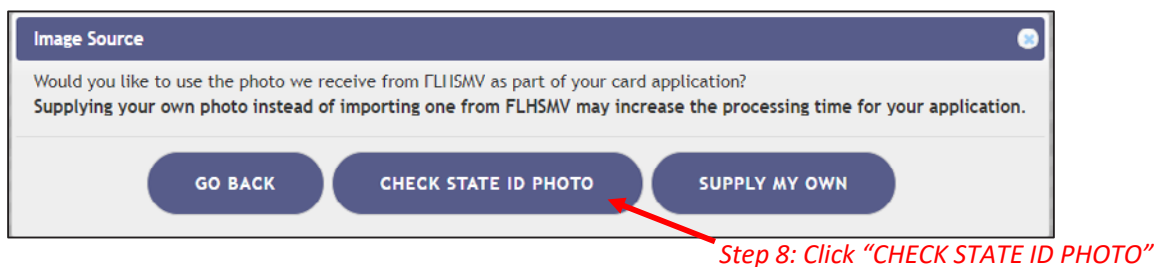 Image Source
Would you like to use the photo we receive from FLHSMV as part of your card application?
Supplying your own photo instead of importing one from FLHSMV may increase the processing time for your application.
GO BACK CHECK STATE ID PHOTO SUPPLY MY OWN
Step 8: Click “CHECK STATE ID PHOTO”